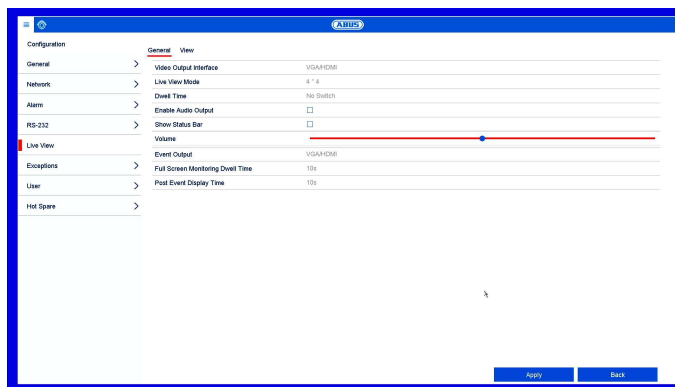 ABUS
Configuration
General
Network
Alarm
RS-232
Live View
Exceptions
User
Hot Spare
General View
Video Output Interface VGA/HDMI
Live View Mode 4 * 4
Dwell Time No Switch
Enable Audio Output
Show Status Bar
Volume
Event Output VGA/HDMI
Full Screen Monitoring Dwell Time 10s
Post Event Display Time 10s
Apply Back